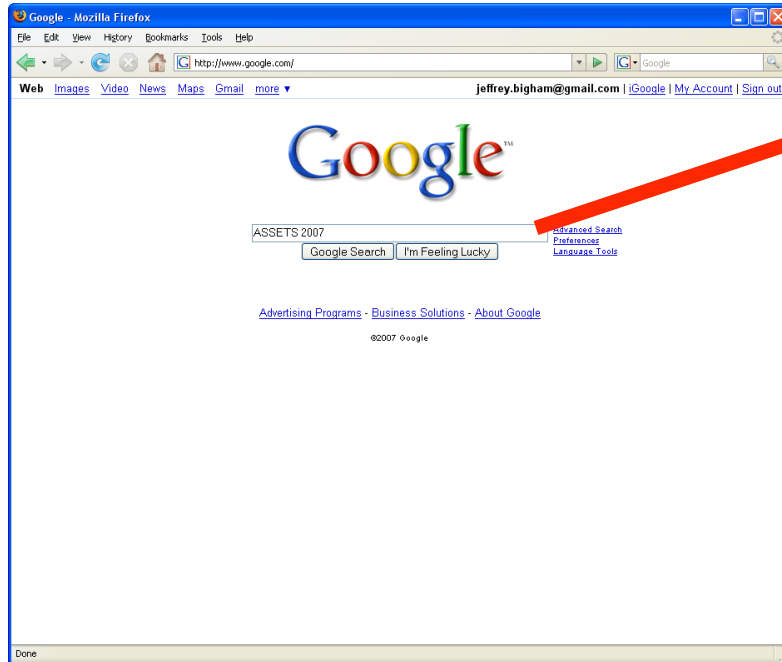 Google - Mozilla Firefox
File Edit View History Bookmarks Tools Help
G http://www.google.com/ G Google
Web Images Video News Maps Gmail more ▼ jeffrey.bigham@gmail.com | iGoogle | My Account | Sign out
Google™
ASSETS 2007
Advanced Search
Preferences
Google Search I'm Feeling Lucky
Language Tools
Advertising Programs - Business Solutions - About Google
©2007 Google
Done